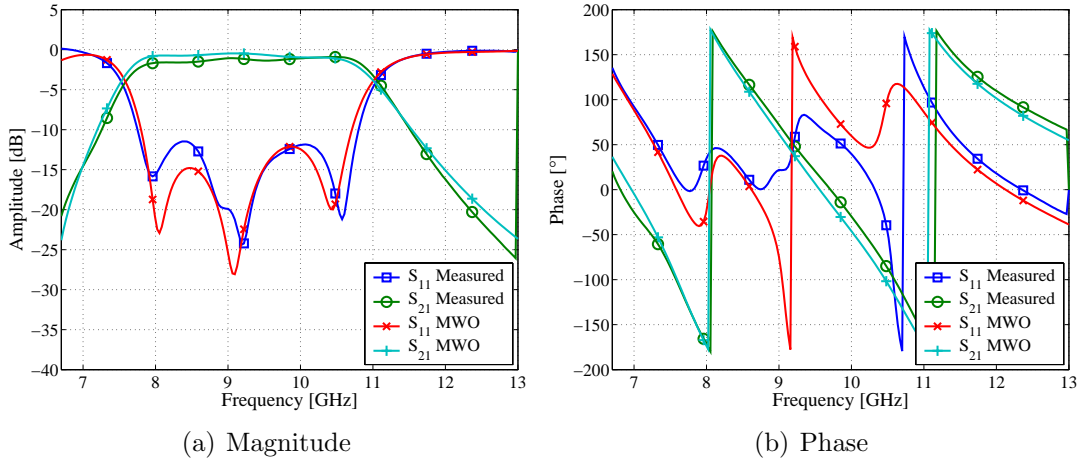 5
0
−5
−10
−15
−20
−25
−30
−35
−40
Amplitude [dB]
7 8 9 10 11 12 13
Frequency [GHz]
S11 Measured
S21 Measured
S11 MWO
S21 MWO
(a) Magnitude
200
150
100
50
0
−50
−100
−150
−200
Phase [°]
7 8 9 10 11 12 13
Frequency [GHz]
S11 Measured
S21 Measured
S11 MWO
S21 MWO
(b) Phase